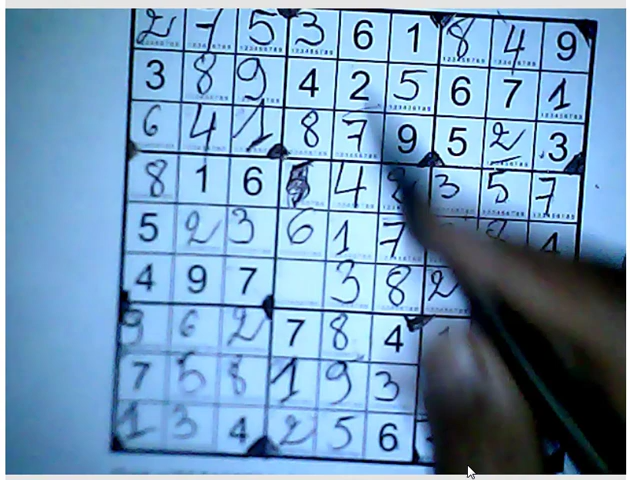 2 7 5 3 6 1 8 4 9
3 8 9 4 2 5 6 7 1
6 4 1 8 7 9 5 2 3
8 1 6 4 3 5 7
5 2 3 6 1 7
4 9 7 3 8 2
9 6 2 7 8 4
7 5 8 1 9 3
1 3 4 2 5 6